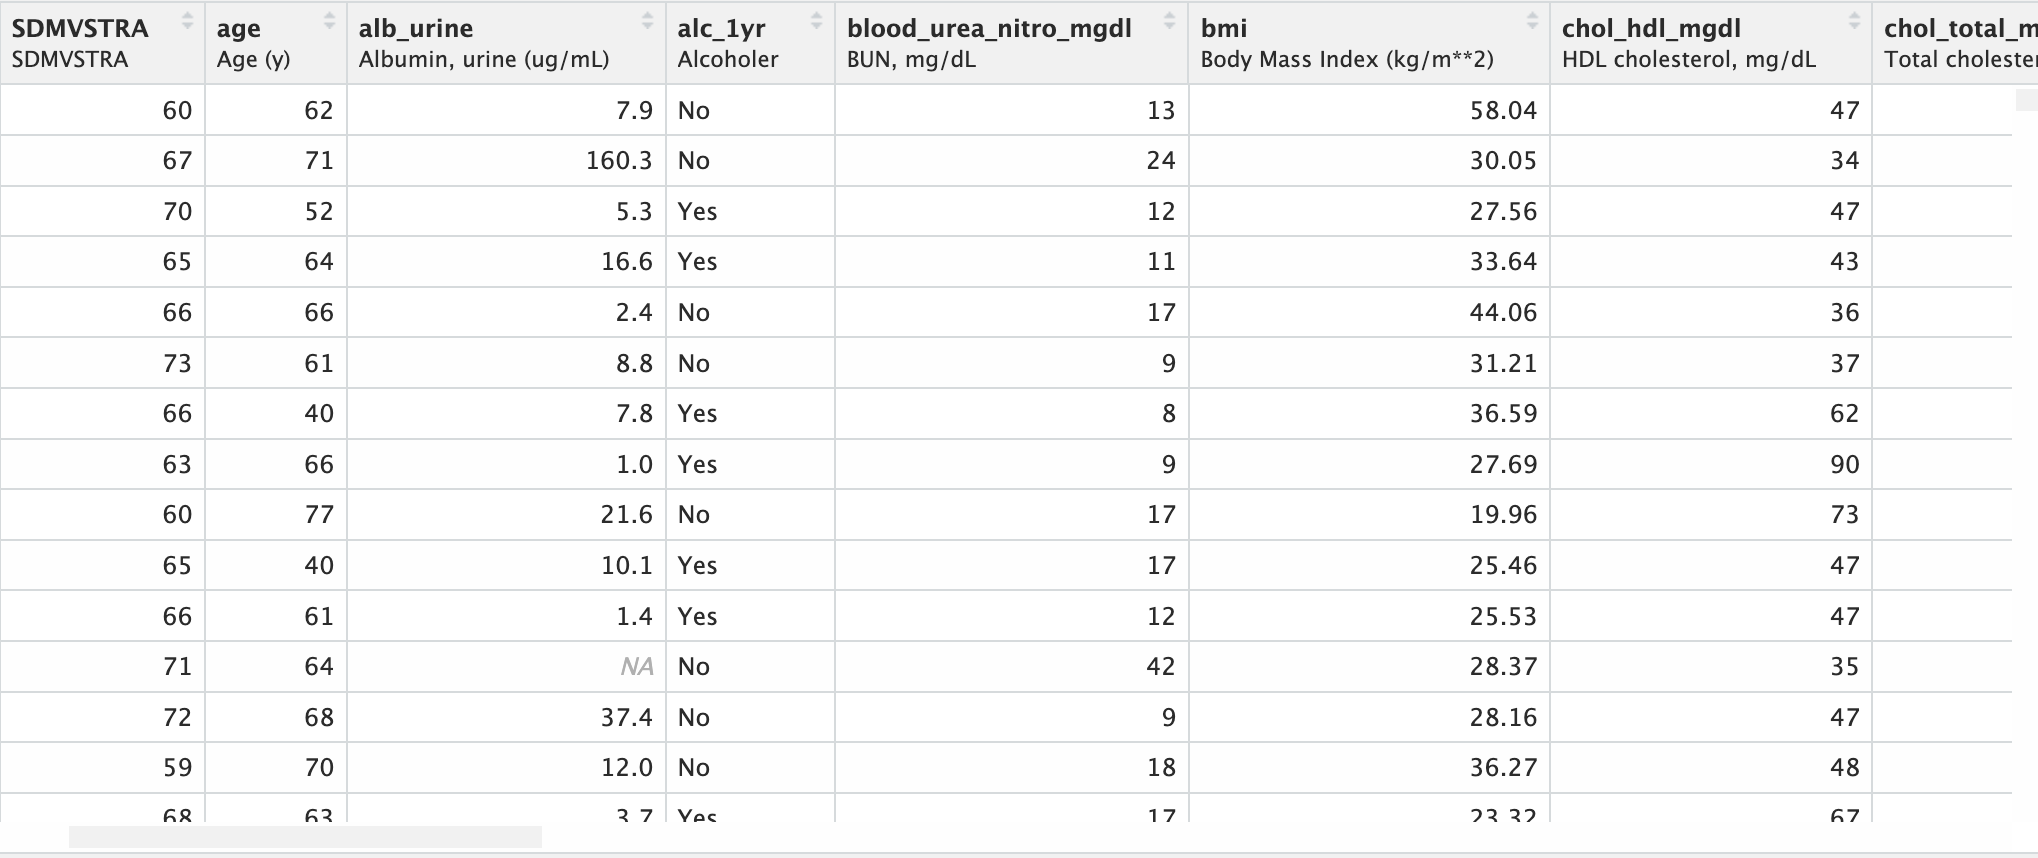 SDMVSTRA age alb_urine alc_1yr blood_urea_nitro_mgdl bmi chol_hdl_mgdl chol_total_m
SDMVSTRA Age (y) Albumin, urine (ug/mL) Alcoholer BUN, mg/dL Body Mass Index (kg/m**2) HDL cholesterol, mg/dL Total cholester
60 62 7.9 No 13 58.04 47
67 71 160.3 No 24 30.05 34
70 52 5.3 Yes 12 27.56 47
65 64 16.6 Yes 11 33.64 43
66 66 2.4 No 17 44.06 36
73 61 8.8 No 9 31.21 37
66 40 7.8 Yes 8 36.59 62
63 66 1.0 Yes 9 27.69 90
60 77 21.6 No 17 19.96 73
65 40 10.1 Yes 17 25.46 47
66 61 1.4 Yes 12 25.53 47
71 64 NA No 42 28.37 35
72 68 37.4 No 9 28.16 47
59 70 12.0 No 18 36.27 48
68 63 3.7 Yes 17 23.32 67